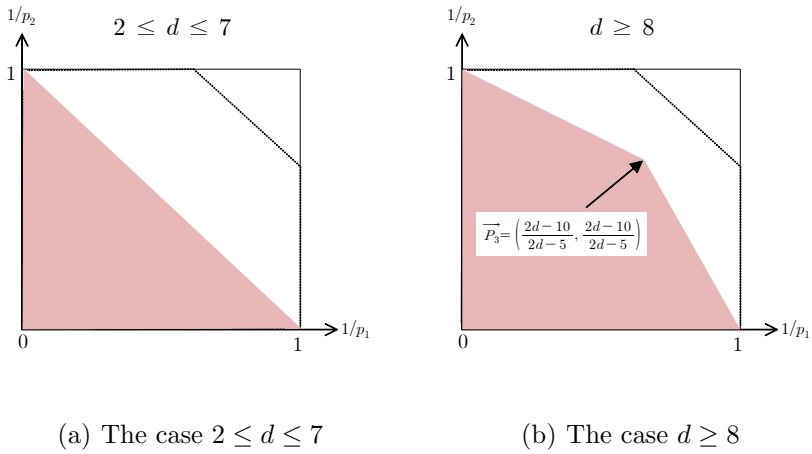 1/p₂
2 ≤ d ≤ 7
1
0
1
1/p₁
(a) The case 2 ≤ d ≤ 7
1/p₂
d ≥ 8
1
P₃⃗=((2d−10)/(2d−5), (2d−10)/(2d−5))
0
1
1/p₁
(b) The case d ≥ 8